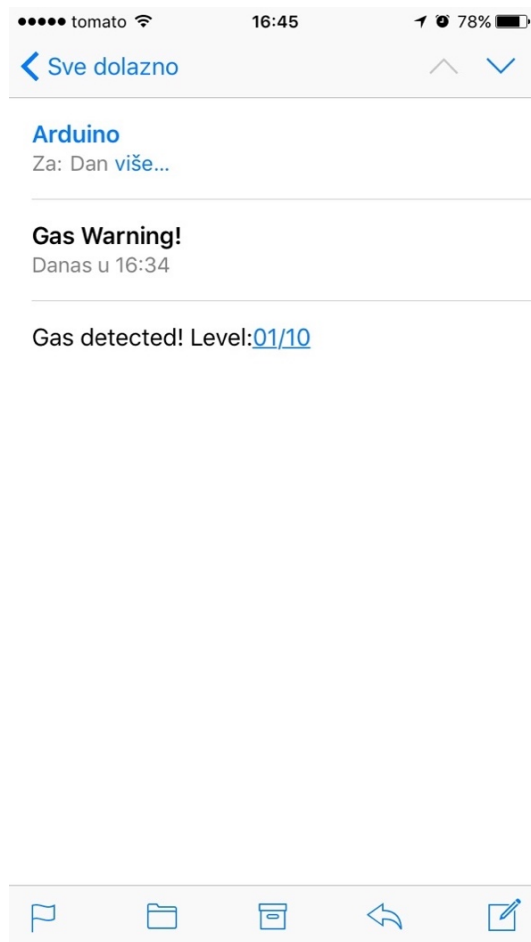 tomato 16:45 78%
Sve dolazno
Arduino
Za: Dan više...
Gas Warning!
Danas u 16:34
Gas detected! Level:01/10